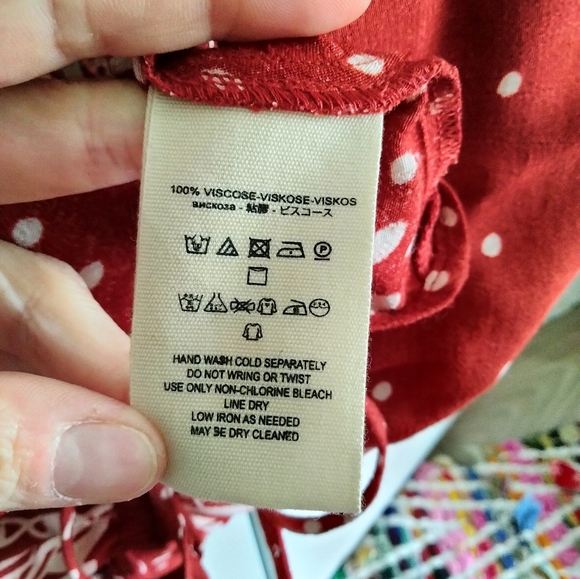 100% VISCOSE-VISKOSE-VISKOS
вискоза - 粘膠 - ビスコース
HAND WASH COLD SEPARATELY
DO NOT WRING OR TWIST
USE ONLY NON-CHLORINE BLEACH
LINE DRY
LOW IRON AS NEEDED
MAY BE DRY CLEANED